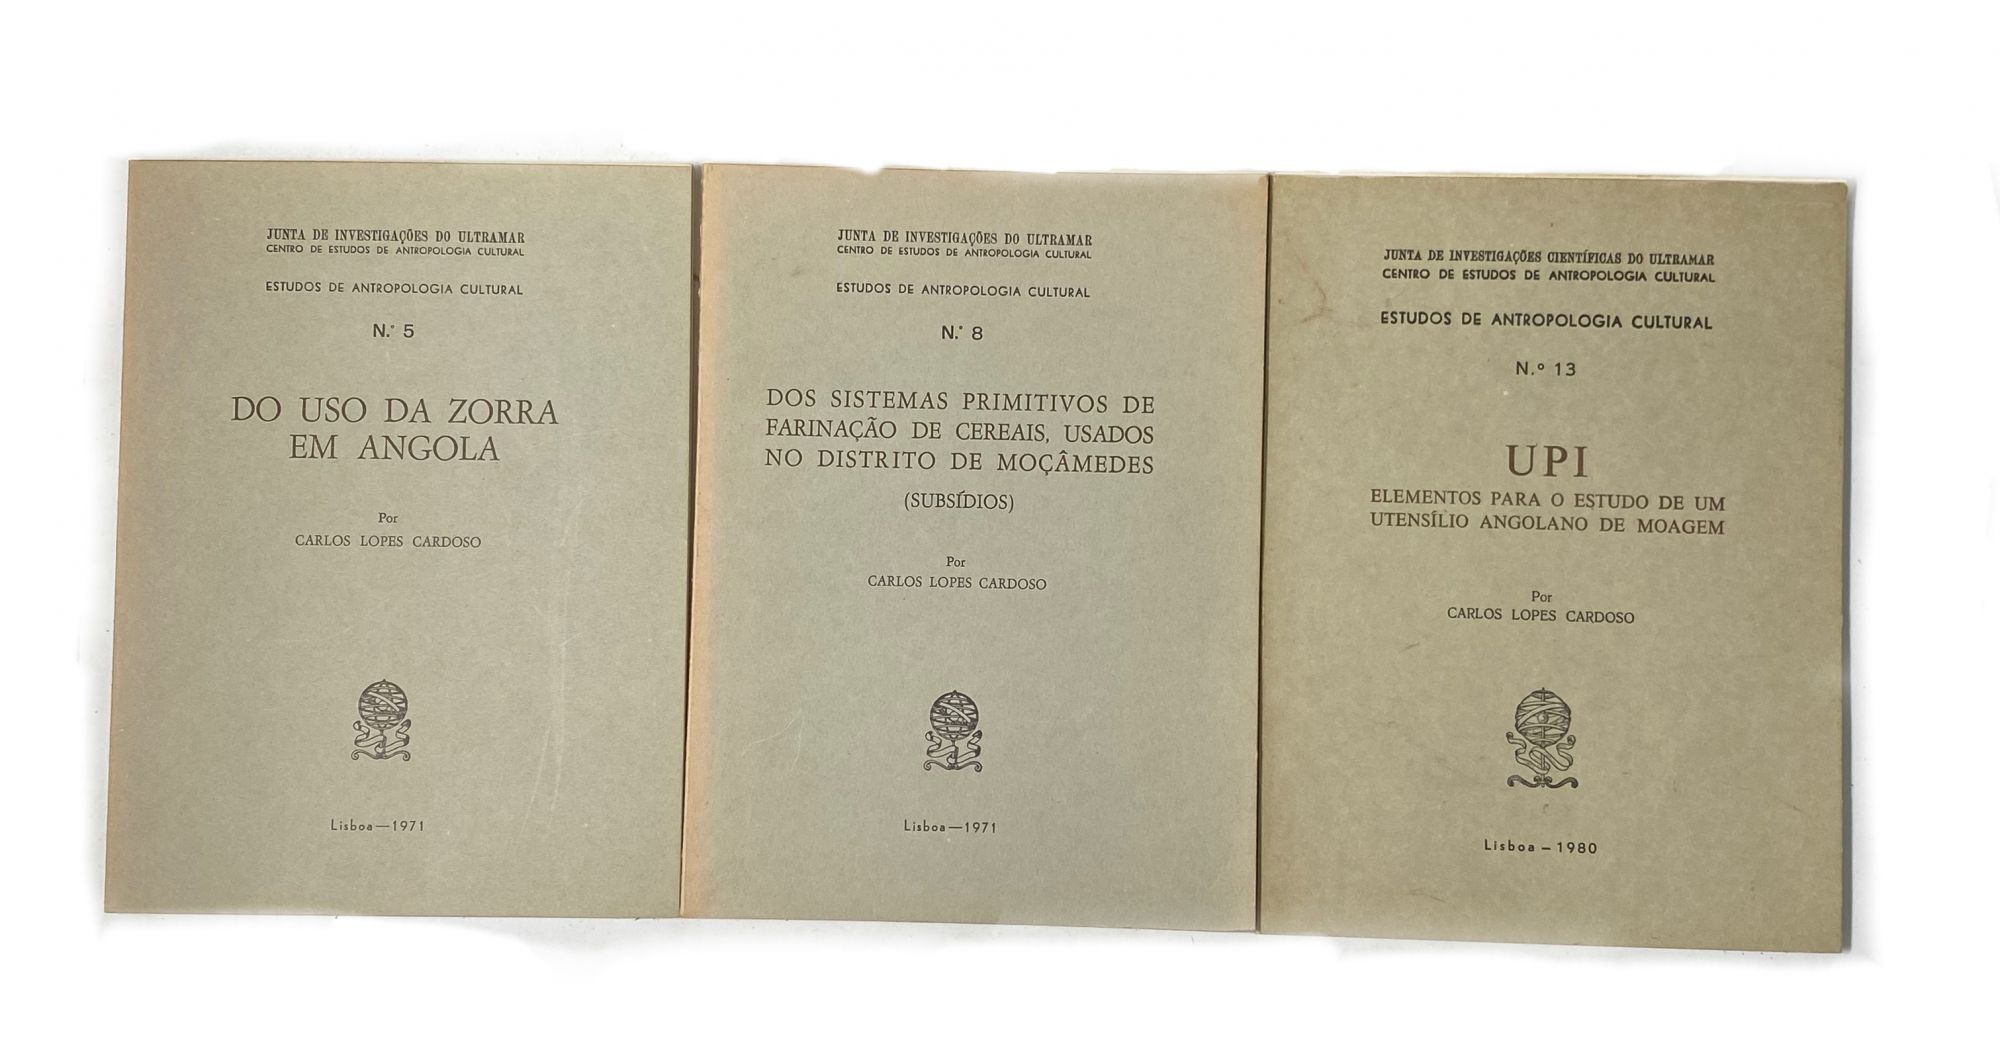 JUNTA DE INVESTIGAÇÕES DO ULTRAMAR
CENTRO DE ESTUDOS DE ANTROPOLOGIA CULTURAL
ESTUDOS DE ANTROPOLOGIA CULTURAL
N.º 5
DO USO DA ZORRA
EM ANGOLA
Por
CARLOS LOPES CARDOSO
Lisboa—1971
JUNTA DE INVESTIGAÇÕES DO ULTRAMAR
CENTRO DE ESTUDOS DE ANTROPOLOGIA CULTURAL
ESTUDOS DE ANTROPOLOGIA CULTURAL
N.º 8
DOS SISTEMAS PRIMITIVOS DE
FARINAÇÃO DE CEREAIS, USADOS
NO DISTRITO DE MOÇÂMEDES
(SUBSÍDIOS)
Por
CARLOS LOPES CARDOSO
Lisboa—1971
JUNTA DE INVESTIGAÇÕES CIENTÍFICAS DO ULTRAMAR
CENTRO DE ESTUDOS DE ANTROPOLOGIA CULTURAL
ESTUDOS DE ANTROPOLOGIA CULTURAL
N.º 13
UPI
ELEMENTOS PARA O ESTUDO DE UM
UTENSÍLIO ANGOLANO DE MOAGEM
Por
CARLOS LOPES CARDOSO
Lisboa – 1980